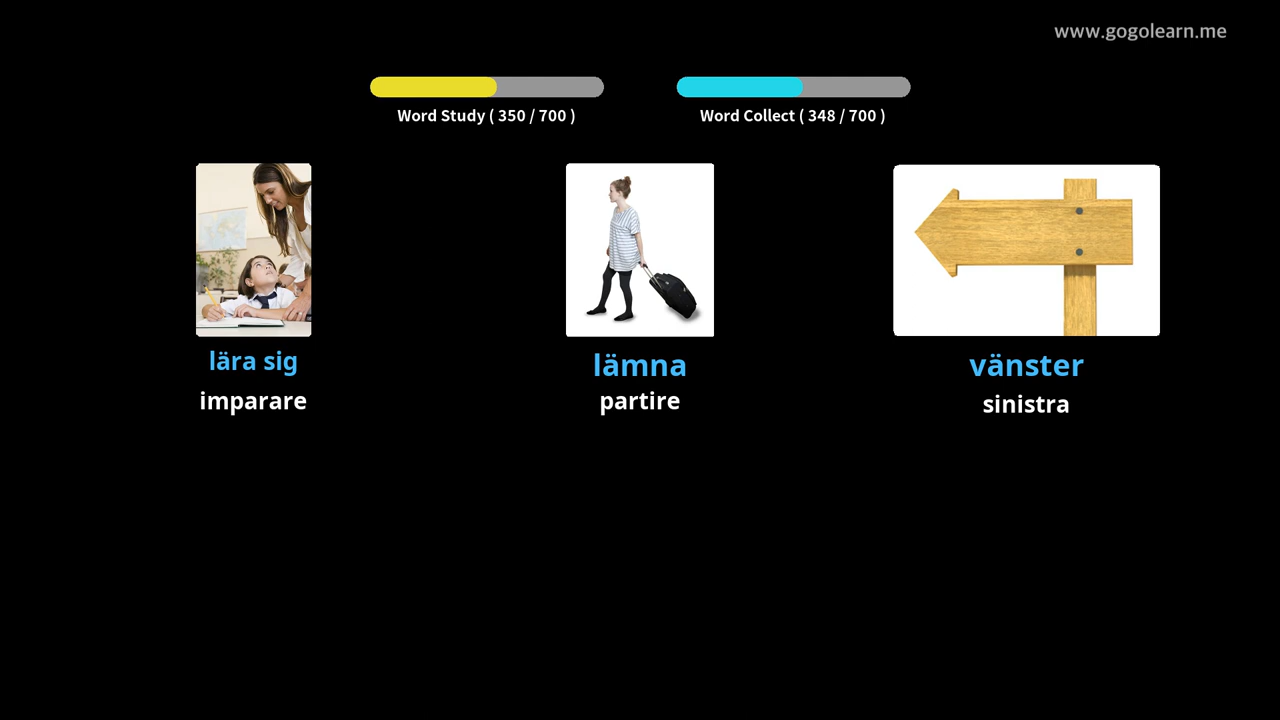 www.gogolearn.me
Word Study ( 350 / 700 )
Word Collect ( 348 / 700 )
lära sig
imparare
lämna
partire
vänster
sinistra